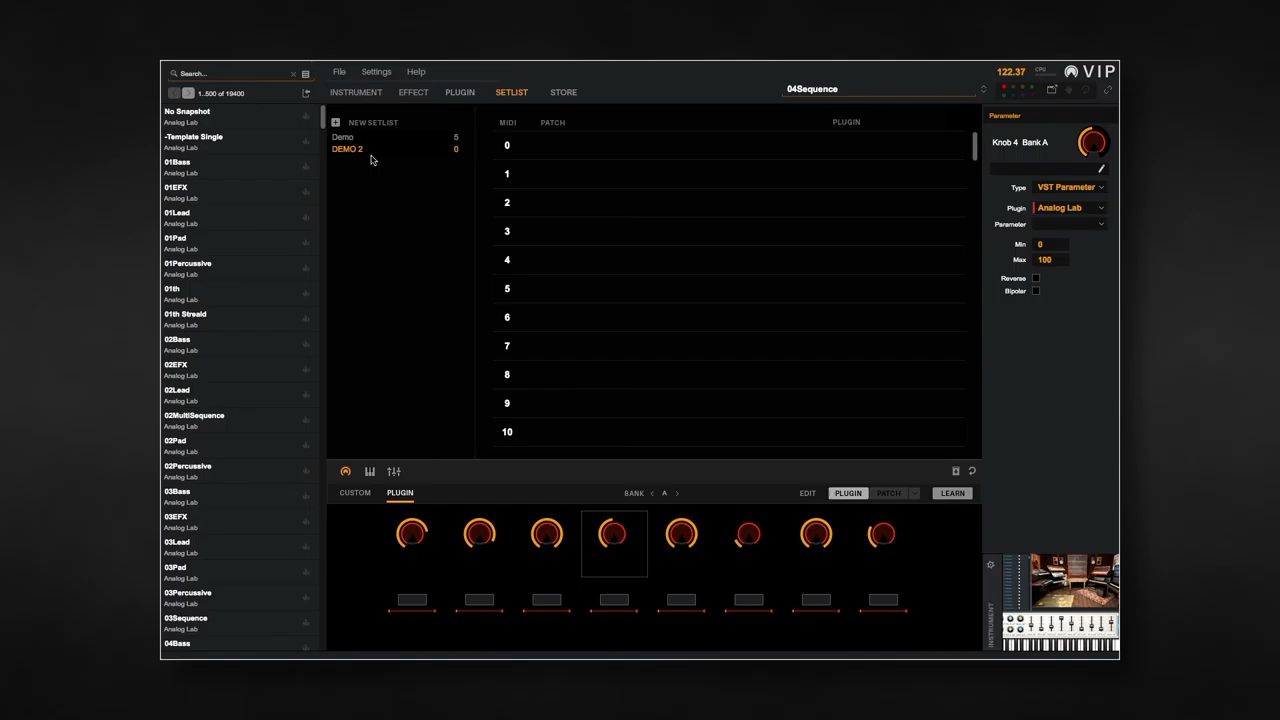 Search...
1..500 of 19400
No Snapshot
Analog Lab
-Template Single
Analog Lab
01Bass
Analog Lab
01EFX
Analog Lab
01Lead
Analog Lab
01Pad
Analog Lab
01Percussive
Analog Lab
01th
Analog Lab
01th Streald
Analog Lab
02Bass
Analog Lab
02EFX
Analog Lab
02Lead
Analog Lab
02MultiSequence
Analog Lab
02Pad
Analog Lab
02Percussive
Analog Lab
03Bass
Analog Lab
03EFX
Analog Lab
03Lead
Analog Lab
03Pad
Analog Lab
03Percussive
Analog Lab
03Sequence
Analog Lab
04Bass
File Settings Help
INSTRUMENT EFFECT PLUGIN SETLIST STORE
04Sequence
122.37 CPU VIP
NEW SETLIST
Demo 5
DEMO 2 0
MIDI PATCH PLUGIN
0
1
2
3
4
5
6
7
8
9
10
Parameter
Knob 4 Bank A
Type VST Parameter
Plugin Analog Lab
Parameter
Min 0
Max 100
Reverse
Bipolar
CUSTOM PLUGIN BANK A EDIT PLUGIN PATCH LEARN
INSTRUMENT